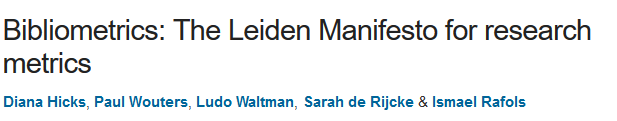 Bibliometrics: The Leiden Manifesto for research
metrics
Diana Hicks, Paul Wouters, Ludo Waltman, Sarah de Rijcke & Ismael Rafols